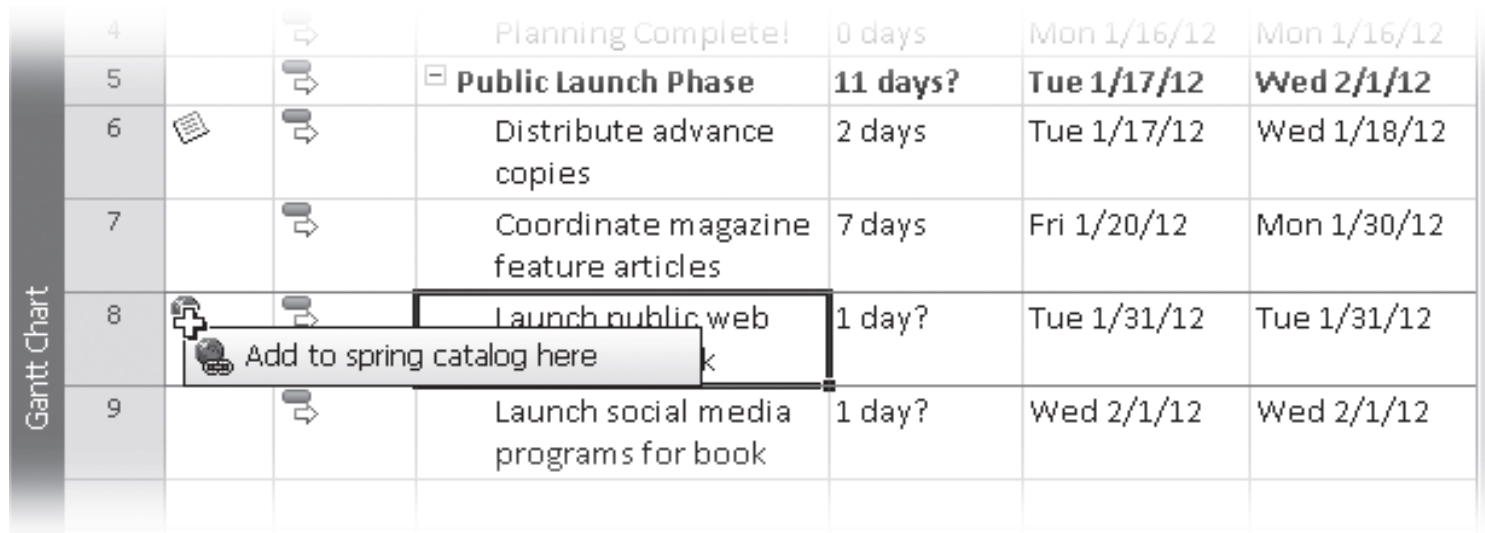 4 Planning Complete! 0 days Mon 1/16/12 Mon 1/16/12
5 Public Launch Phase 11 days? Tue 1/17/12 Wed 2/1/12
6 Distribute advance 2 days Tue 1/17/12 Wed 1/18/12
copies
7 Coordinate magazine 7 days Fri 1/20/12 Mon 1/30/12
feature articles
8 Launch public web 1 day? Tue 1/31/12 Tue 1/31/12
Add to spring catalog here k
9 Launch social media 1 day? Wed 2/1/12 Wed 2/1/12
programs for book
Gantt Chart